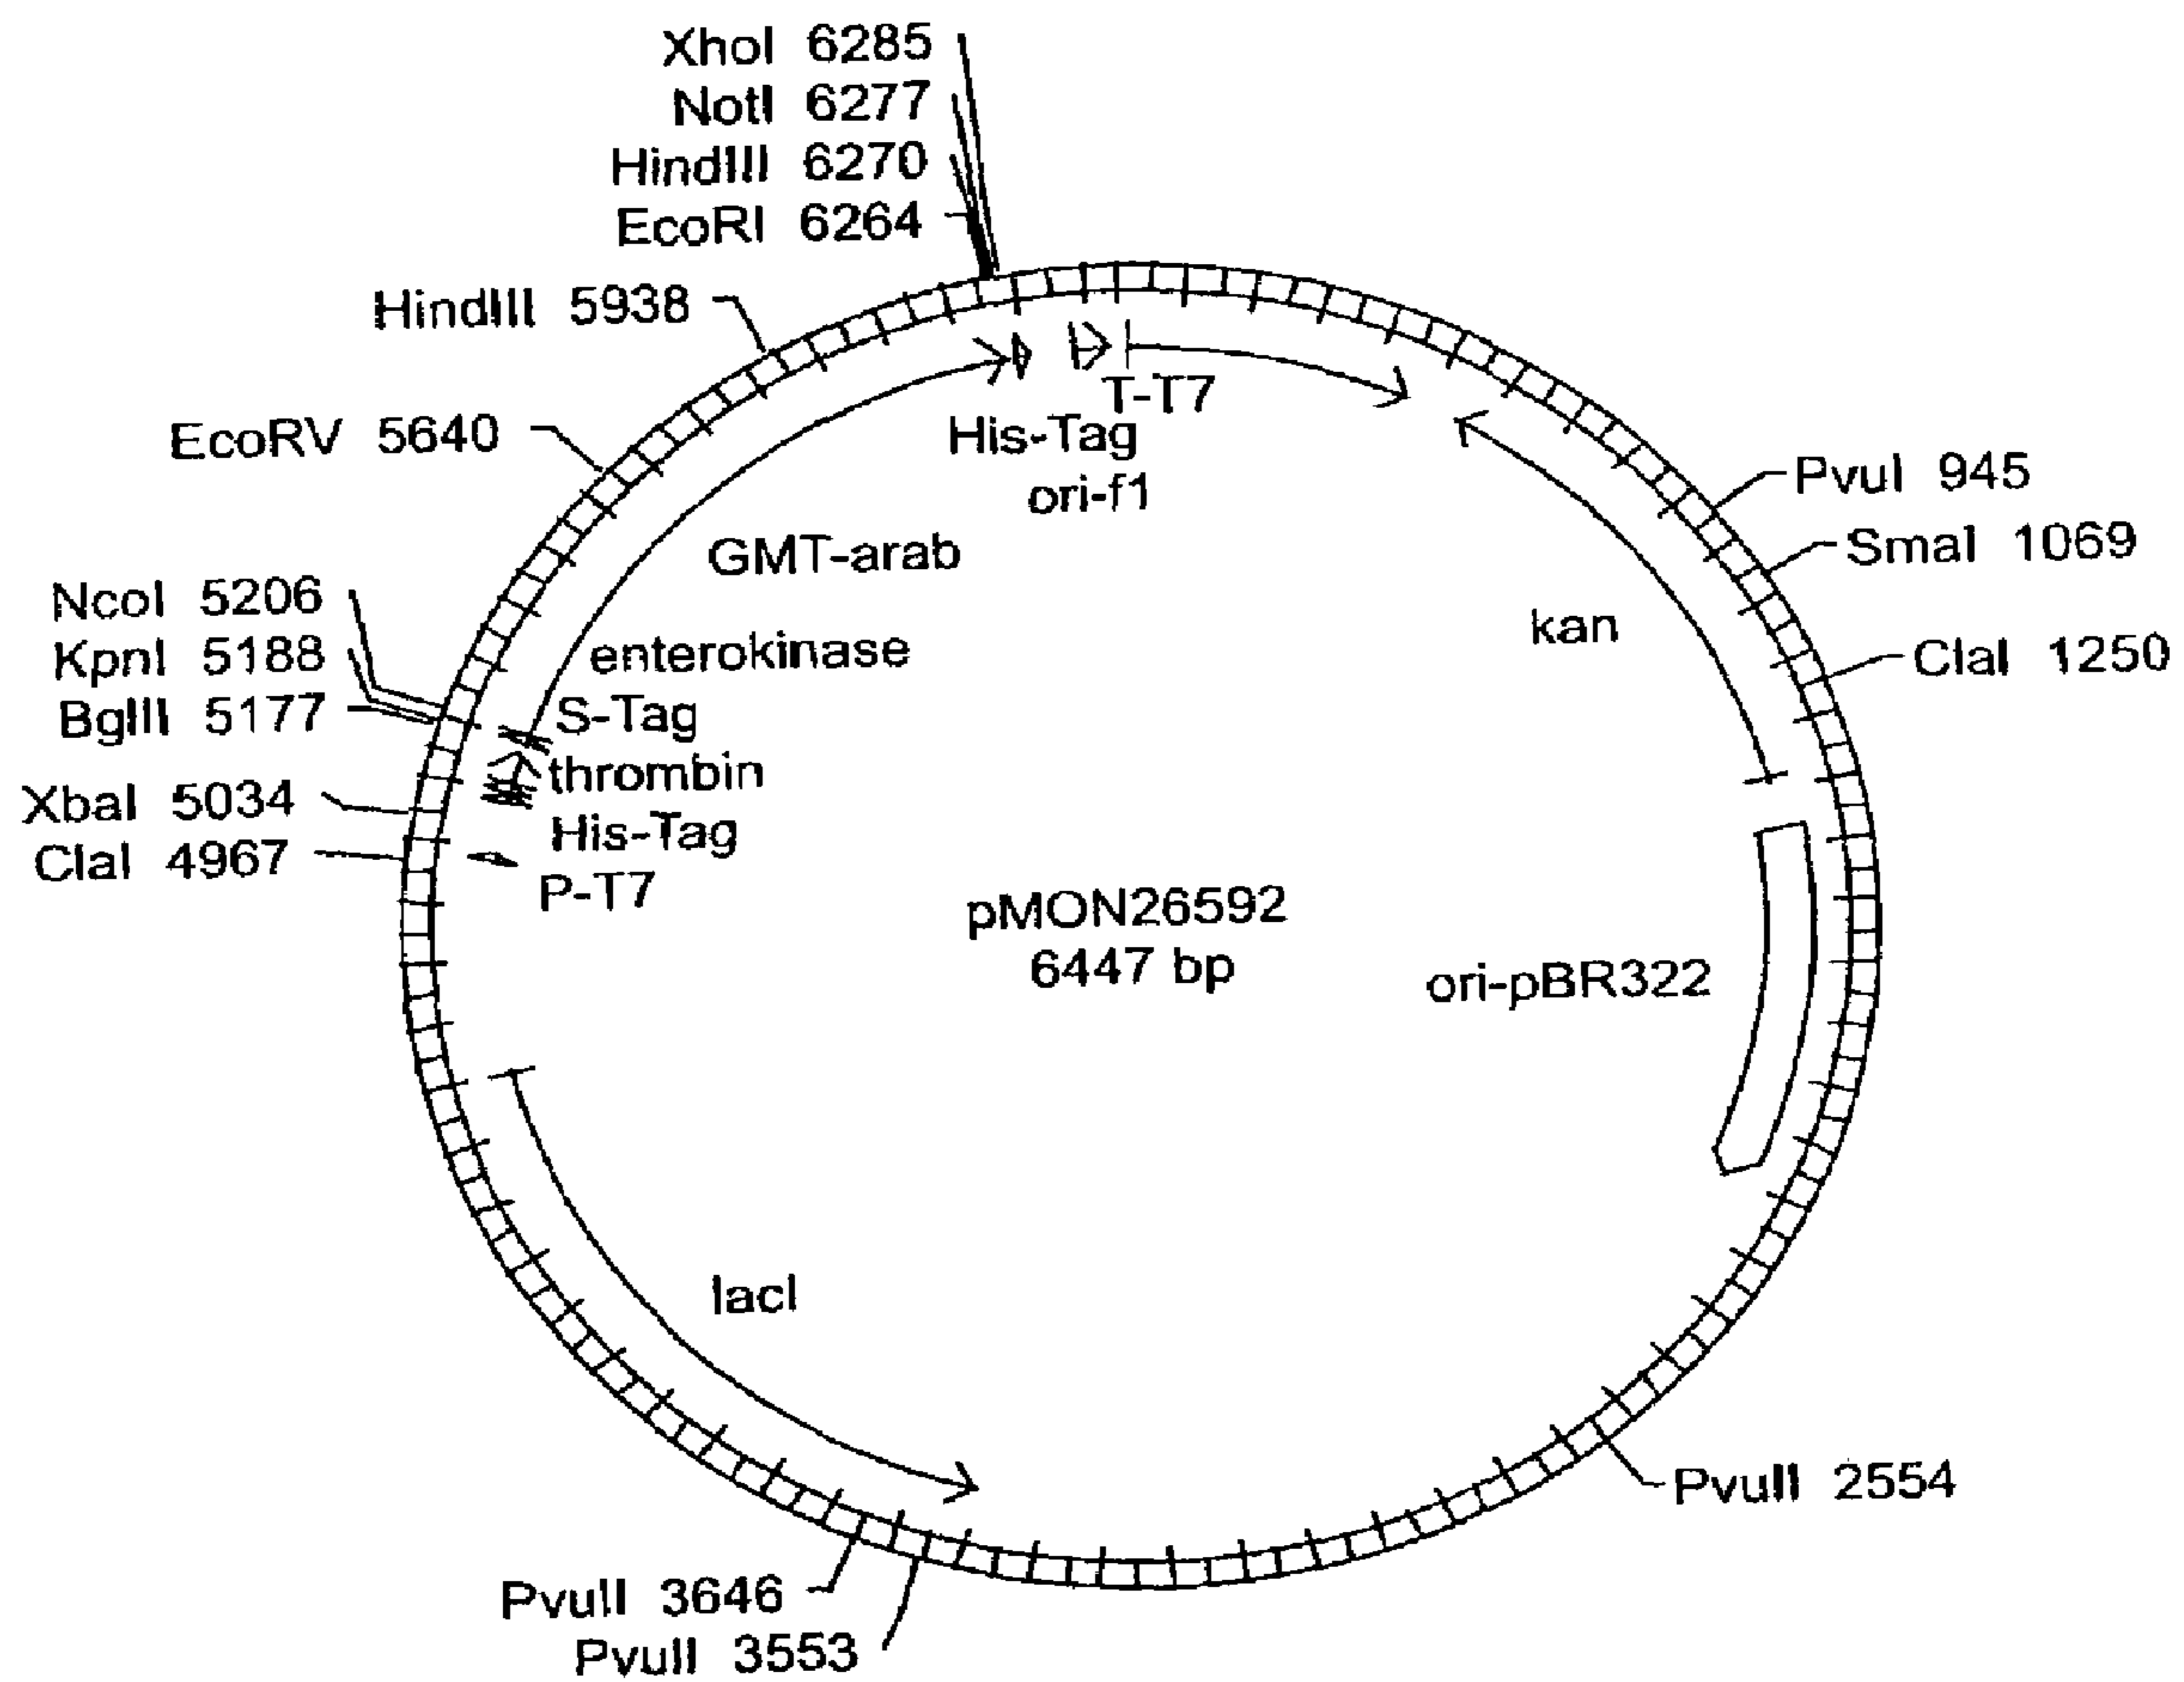 XhoI 6285
NotI 6277
HindIII 6270
EcoRI 6264
HindIII 5938
EcoRV 5640
NcoI 5206
KpnI 5188
BglII 5177
XbaI 5034
ClaI 4967
T-T7
His-Tag
ori-f1
GMT-arab
enterokinase
S-Tag
thrombin
His-Tag
P-T7
PvuI 945
SmaI 1069
kan
ClaI 1250
pMON26592
6447 bp
ori-pBR322
lacI
PvuII 2554
PvuII 3646
PvuII 3553